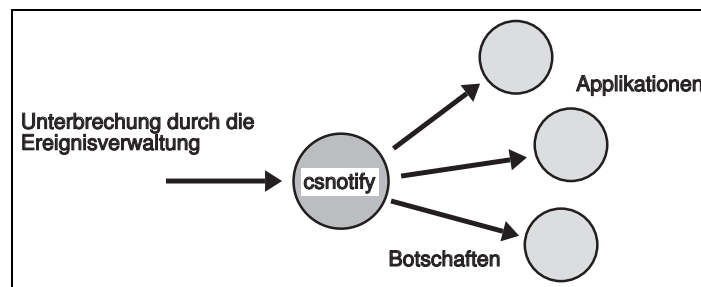 Applikationen
Unterbrechung durch die
Ereignisverwaltung
csnotify
Botschaften